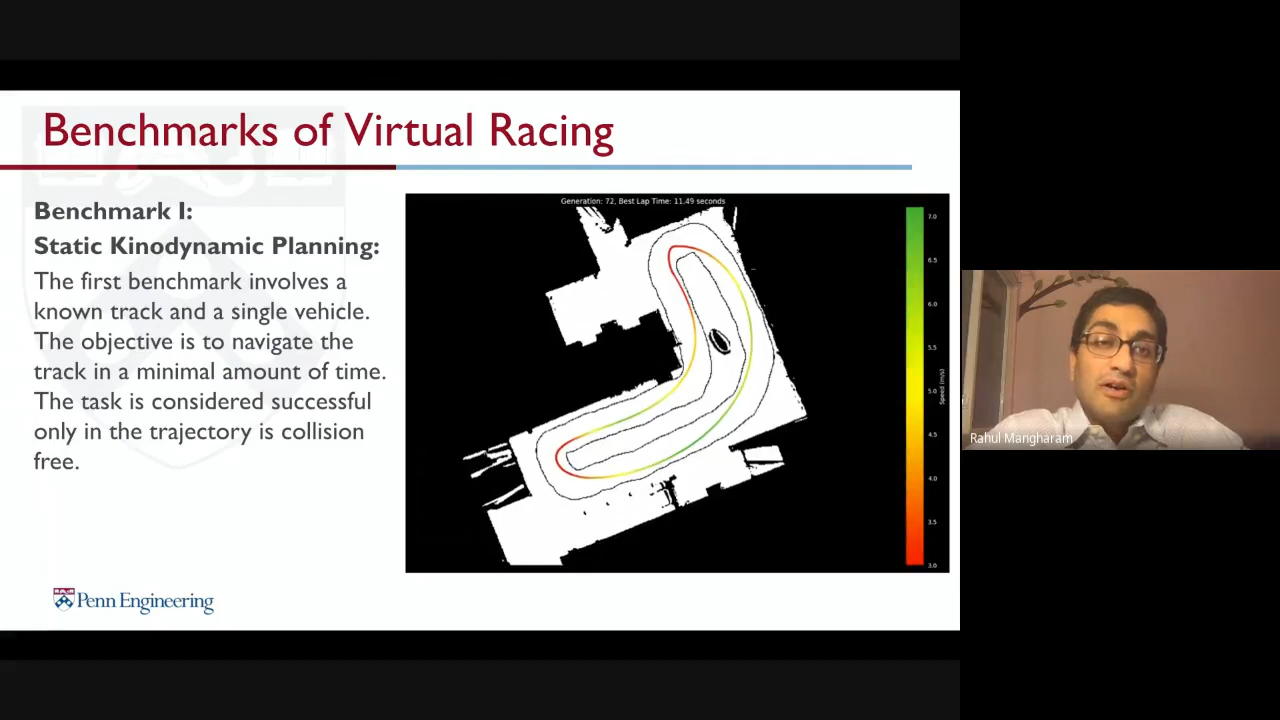 Benchmarks of Virtual Racing
Benchmark I:
Static Kinodynamic Planning:
The first benchmark involves a
known track and a single vehicle.
The objective is to navigate the
track in a minimal amount of time.
The task is considered successful
only in the trajectory is collision
free.
Generation: 72, Best Lap Time: 11.49 seconds
7.0
6.5
6.0
5.5
5.0
4.5
4.0
3.5
3.0
Speed (m/s)
Rahul Mangharam
Penn Engineering